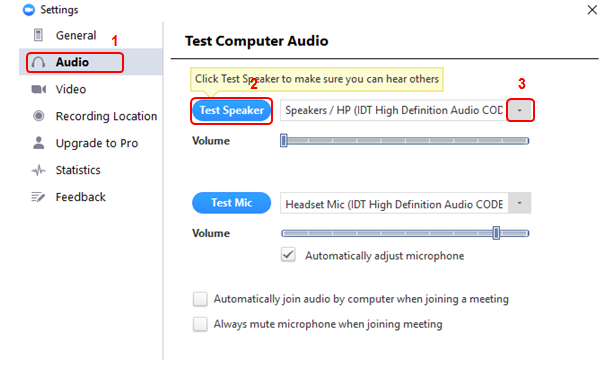 Settings
General
1
Audio
Video
Recording Location
Upgrade to Pro
Statistics
Feedback
Test Computer Audio
Click Test Speaker to make sure you can hear others
2
3
Test Speaker
Speakers / HP (IDT High Definition Audio COD
Volume
Test Mic
Headset Mic (IDT High Definition Audio CODE
Volume
Automatically adjust microphone
Automatically join audio by computer when joining a meeting
Always mute microphone when joining meeting